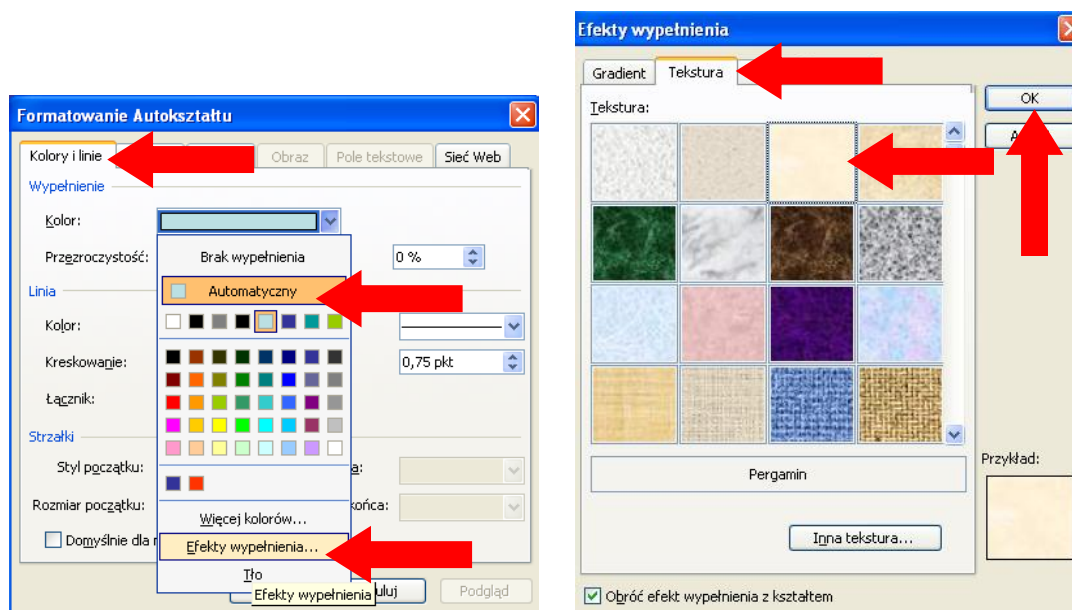 Formatowanie Autokształtu
Kolory i linie
Obraz
Pole tekstowe
Sieć Web
Wypełnienie
Kolor:
Przezroczystość:
0 %
Brak wypełnienia
Automatyczny
Linia
Kolor:
Kreskowanie:
0,75 pkt
Łącznik:
Strzałki
Styl początku:
Rozmiar początku:
końca:
Domyślnie dla
Więcej kolorów...
Efekty wypełnienia...
Tło
Efekty wypełnienia
Podgląd
Efekty wypełnienia
Gradient
Tekstura
OK
Tekstura:
Pergamin
Przykład:
Inna tekstura...
Obróć efekt wypełnienia z kształtem